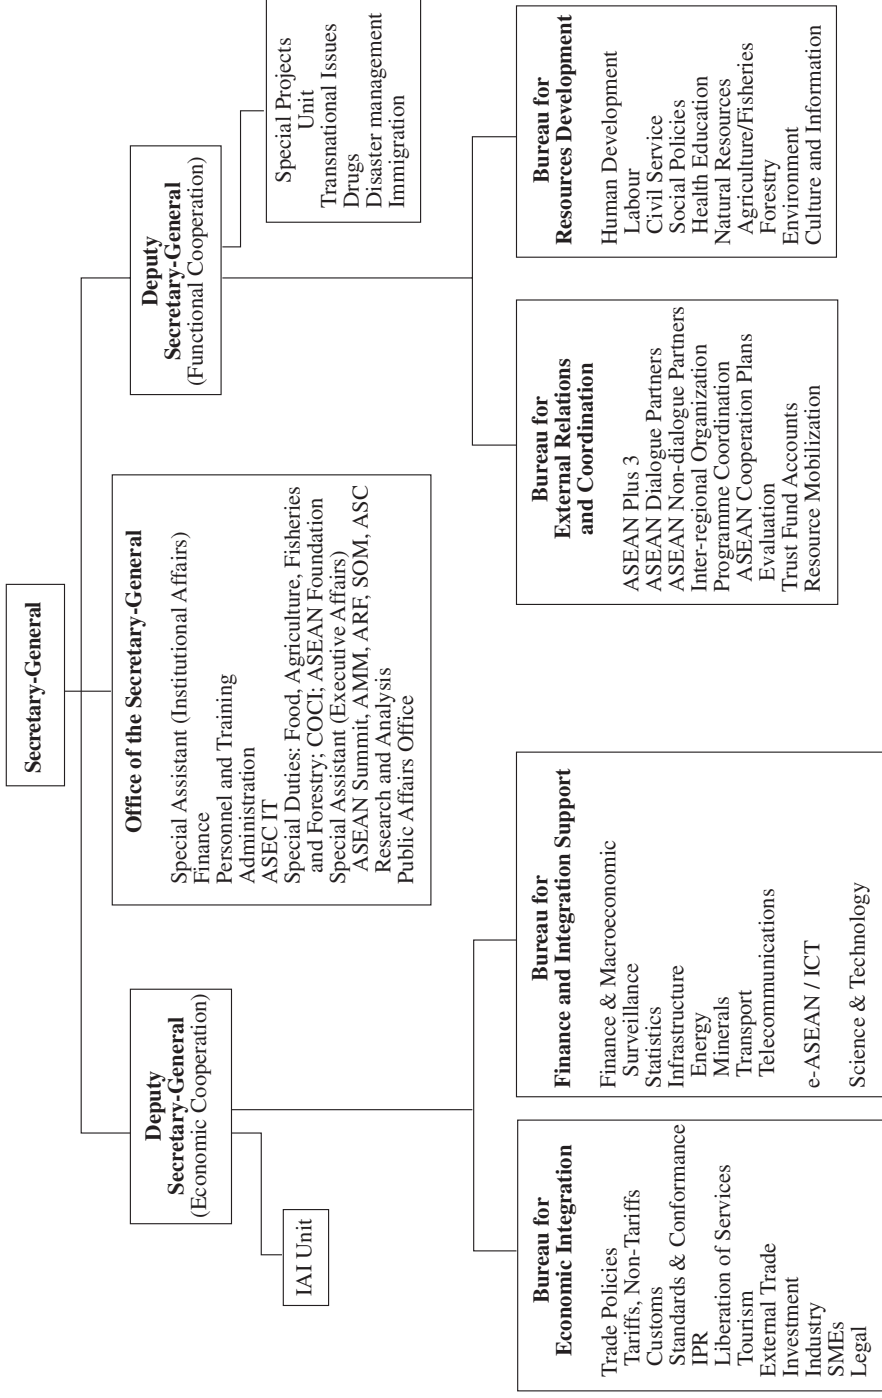 Secretary-General
Office of the Secretary-General
Special Assistant (Institutional Affairs)
Finance
Personnel and Training
Administration
ASEC IT
Special Duties: Food, Agriculture, Fisheries
and Forestry; COCI; ASEAN Foundation
Special Assistant (Executive Affairs)
ASEAN Summit, AMM, ARF, SOM, ASC
Research and Analysis
Public Affairs Office
Deputy
Secretary-General
(Economic Cooperation)
IAI Unit
Deputy
Secretary-General
(Functional Cooperation)
Special Projects
Unit
Transnational Issues
Drugs
Disaster management
Immigration
Bureau for
Economic Integration
Trade Policies
Tariffs, Non-Tariffs
Customs
Standards & Conformance
IPR
Liberation of Services
Tourism
External Trade
Investment
Industry
SMEs
Legal
Bureau for
Finance and Integration Support
Finance & Macroeconomic
Surveillance
Statistics
Infrastructure
Energy
Minerals
Transport
Telecommunications
e-ASEAN / ICT
Science & Technology
Bureau for
External Relations
and Coordination
ASEAN Plus 3
ASEAN Dialogue Partners
ASEAN Non-dialogue Partners
Inter-regional Organization
Programme Coordination
ASEAN Cooperation Plans
Evaluation
Trust Fund Accounts
Resource Mobilization
Bureau for
Resources Development
Human Development
Labour
Civil Service
Social Policies
Health Education
Natural Resources
Agriculture/Fisheries
Forestry
Environment
Culture and Information